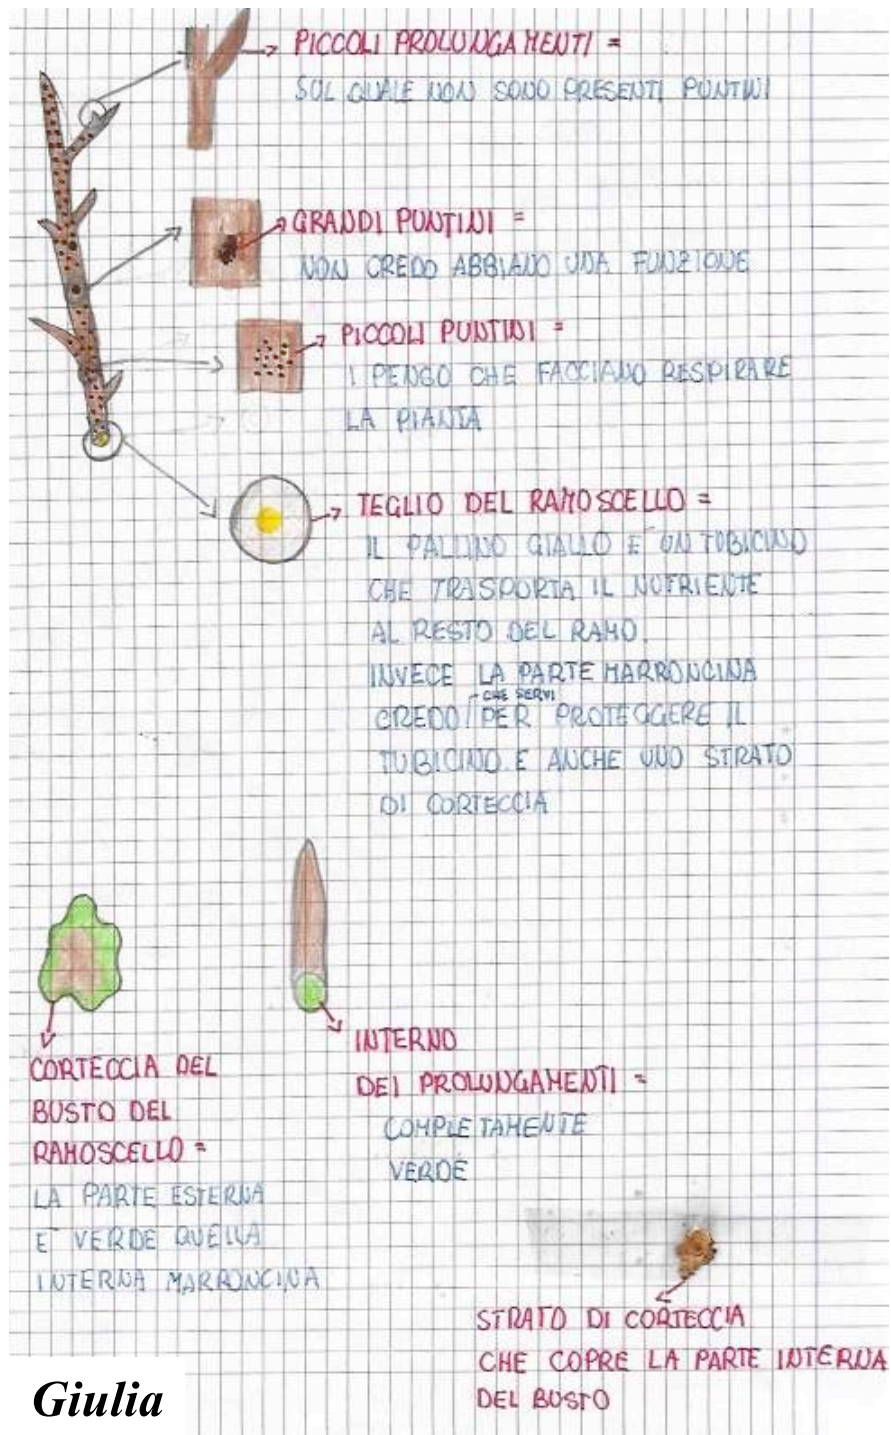 PICCOLI PROLUNGAMENTI =
SUL QUALE NON SONO PRESENTI PUNTINI
GRANDI PUNTINI =
NON CREDO ABBIANO UNA FUNZIONE
PICCOLI PUNTINI =
I PENSO CHE FACCIANO RESPIRARE
LA PIANTA
TEGLIO DEL RAMOSCELLO =
IL PALLINO GIALLO E' UN TUBICINO
CHE TRASPORTA IL NUTRIENTE
AL RESTO DEL RAMO.
INVECE LA PARTE MARRONCINA
CHE SERVI
CREDO PER PROTEGGERE IL
TUBICINO E ANCHE UNO STRATO
DI CORTECCIA
CORTECCIA DEL
BUSTO DEL
RAMOSCELLO =
LA PARTE ESTERNA
E' VERDE QUELLA
INTERNA MARRONCINA
INTERNO
DEI PROLUNGAMENTI =
COMPLETAMENTE
VERDE
STRATO DI CORTECCIA
CHE COPRE LA PARTE INTERNA
DEL BUSTO
Giulia